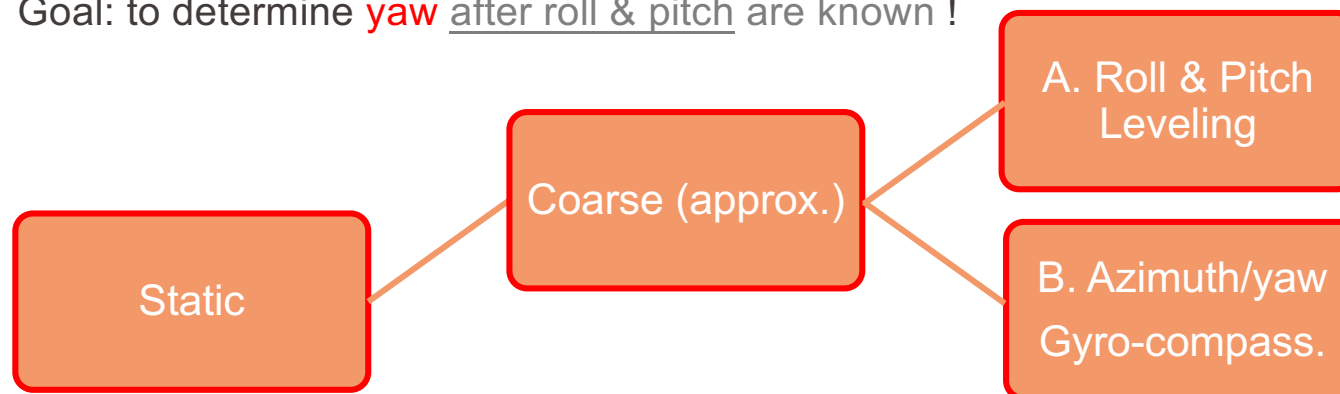 Goal: to determine yaw after roll & pitch are known !
A. Roll & Pitch
Leveling
Coarse (approx.)
Static
B. Azimuth/yaw
Gyro-compass.